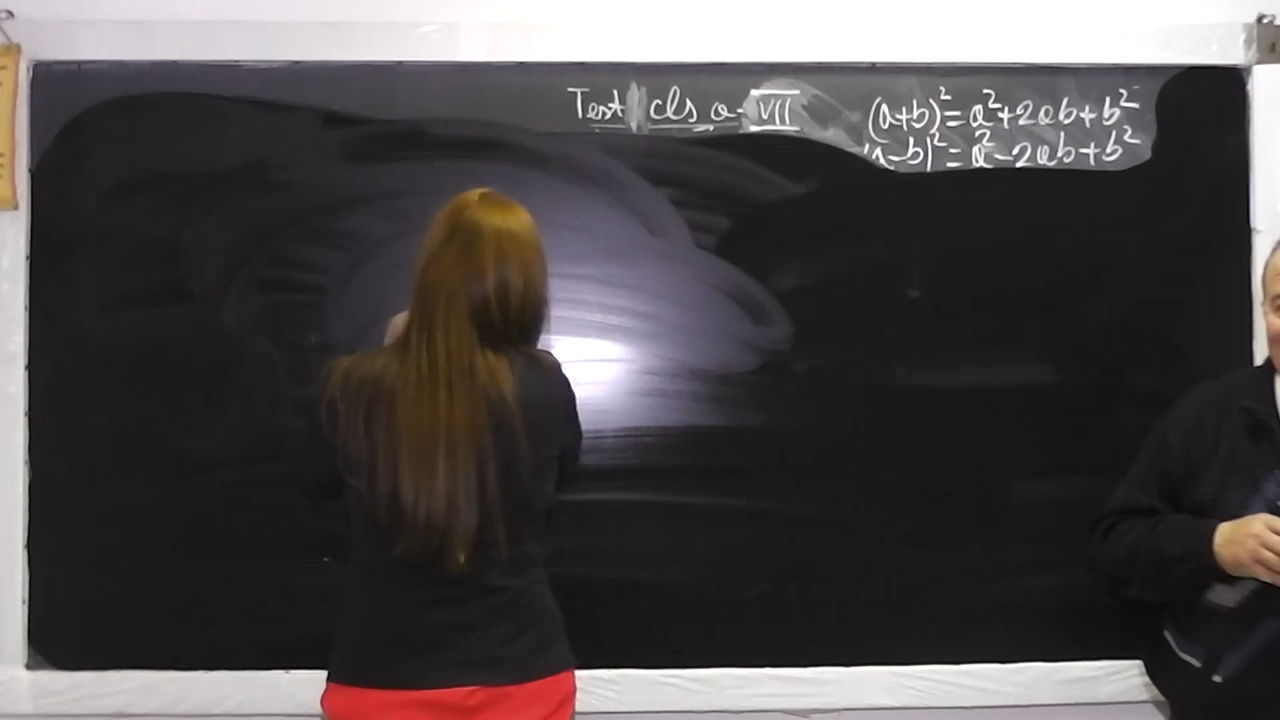 Test cls a-VII
(a+b)²=a²+2ab+b²
(a-b)²=a²-2ab+b²